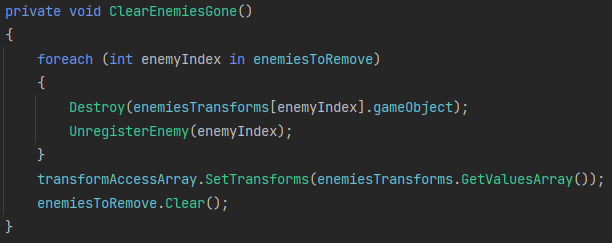 private void ClearEnemiesGone()
{
    foreach (int enemyIndex in enemiesToRemove)
    {
        Destroy(enemiesTransforms[enemyIndex].gameObject);
        UnregisterEnemy(enemyIndex);
    }
    transformAccessArray.SetTransforms(enemiesTransforms.GetValuesArray());
    enemiesToRemove.Clear();
}